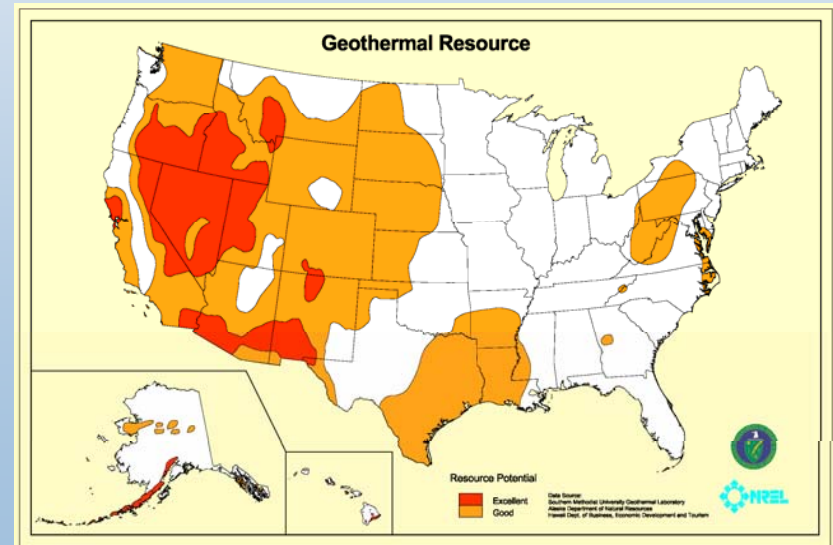 Geothermal Resource
Resource Potential
Excellent
Good
Data Source:
Southern Methodist University Geothermal Laboratory
Alaska Department of Natural Resources
Hawaii Dept. of Business, Economic Development and Tourism
NREL